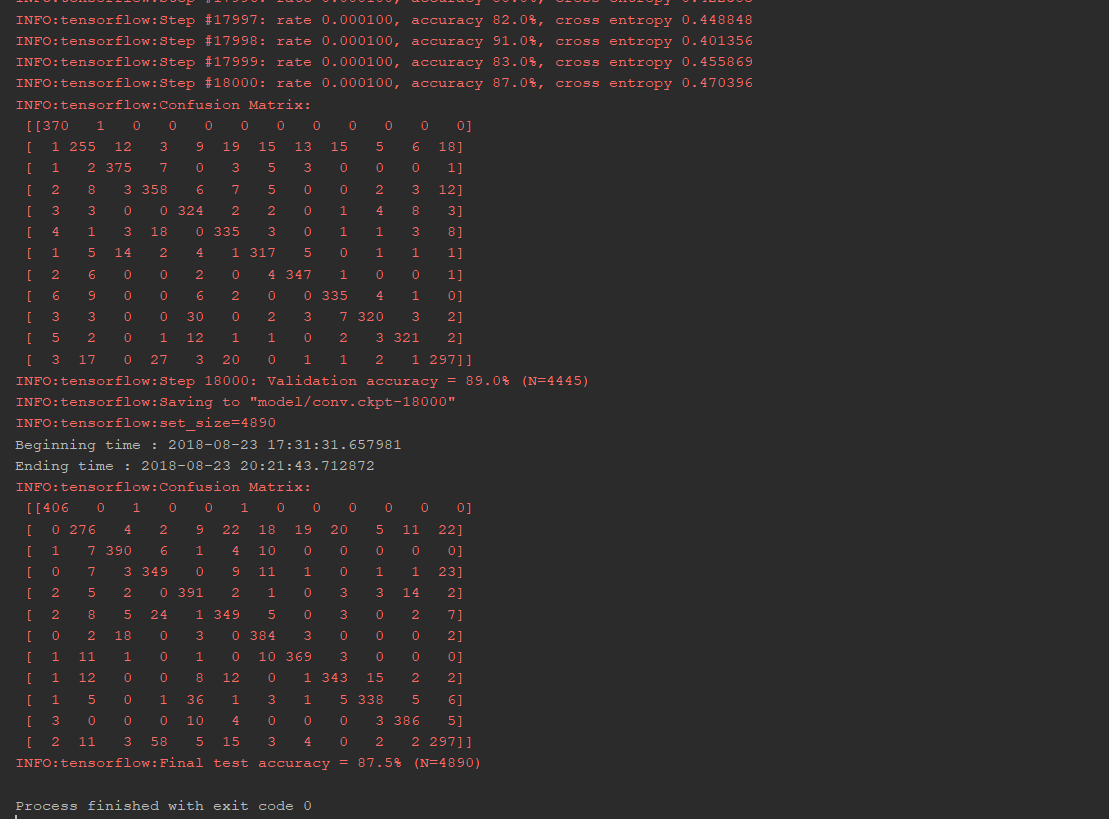 INFO:tensorflow:Step #17997: rate 0.000100, accuracy 82.0%, cross entropy 0.448848
INFO:tensorflow:Step #17998: rate 0.000100, accuracy 91.0%, cross entropy 0.401356
INFO:tensorflow:Step #17999: rate 0.000100, accuracy 83.0%, cross entropy 0.455869
INFO:tensorflow:Step #18000: rate 0.000100, accuracy 87.0%, cross entropy 0.470396
INFO:tensorflow:Confusion Matrix:
[[370 1 0 0 0 0 0 0 0 0 0 0]
[ 1 255 12 3 9 19 15 13 15 5 6 18]
[ 1 2 375 7 0 3 5 3 0 0 0 1]
[ 2 8 3 358 6 7 5 0 0 2 3 12]
[ 3 3 0 0 324 2 2 0 1 4 8 3]
[ 4 1 3 18 0 335 3 0 1 1 3 8]
[ 1 5 14 2 4 1 317 5 0 1 1 1]
[ 2 6 0 0 2 0 4 347 1 0 0 1]
[ 6 9 0 0 6 2 0 0 335 4 1 0]
[ 3 3 0 0 30 0 2 3 7 320 3 2]
[ 5 2 0 1 12 1 1 0 2 3 321 2]
[ 3 17 0 27 3 20 0 1 1 2 1 297]]
INFO:tensorflow:Step 18000: Validation accuracy = 89.0% (N=4445)
INFO:tensorflow:Saving to "model/conv.ckpt-18000"
INFO:tensorflow:set_size=4890
Beginning time : 2018-08-23 17:31:31.657981
Ending time : 2018-08-23 20:21:43.712872
INFO:tensorflow:Confusion Matrix:
[[406 0 1 0 0 1 0 0 0 0 0 0]
[ 0 276 4 2 9 22 18 19 20 5 11 22]
[ 1 7 390 6 1 4 10 0 0 0 0 0]
[ 0 7 3 349 0 9 11 1 0 1 1 23]
[ 2 5 2 0 391 2 1 0 3 3 14 2]
[ 2 8 5 24 1 349 5 0 3 0 2 7]
[ 0 2 18 0 3 0 384 3 0 0 0 2]
[ 1 11 1 0 1 0 10 369 3 0 0 0]
[ 1 12 0 0 8 12 0 1 343 15 2 2]
[ 1 5 0 1 36 1 3 1 5 338 5 6]
[ 3 0 0 0 10 4 0 0 0 3 386 5]
[ 2 11 3 58 5 15 3 4 0 2 2 297]]
INFO:tensorflow:Final test accuracy = 87.5% (N=4890)
Process finished with exit code 0